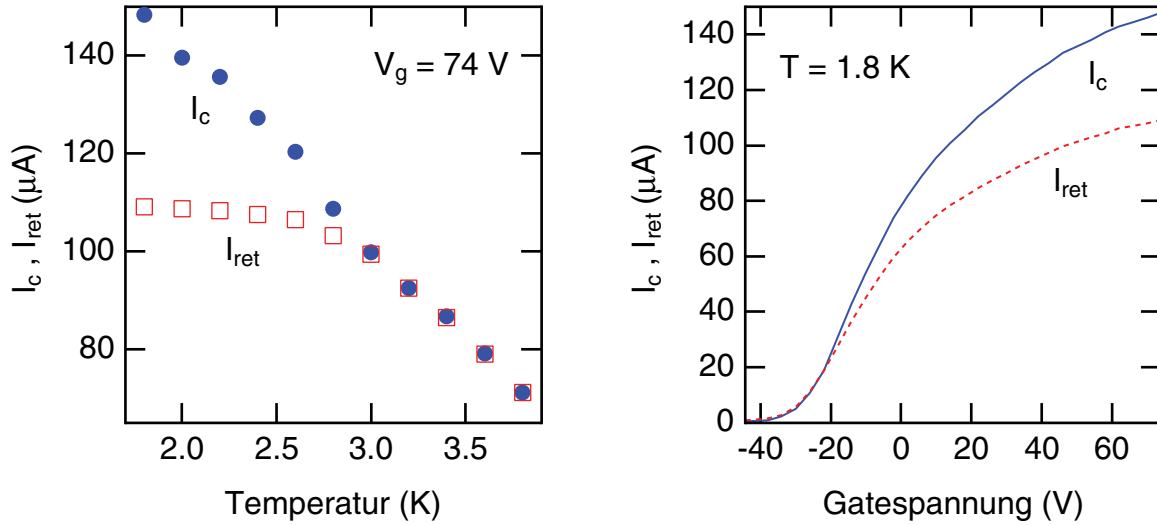 140
120
100
80
I_c , I_ret (μA)
V_g = 74 V
I_c
I_ret
2.0 2.5 3.0 3.5
Temperatur (K)
140
120
100
80
60
40
20
0
I_c , I_ret (μA)
T = 1.8 K
I_c
I_ret
-40 -20 0 20 40 60
Gatespannung (V)